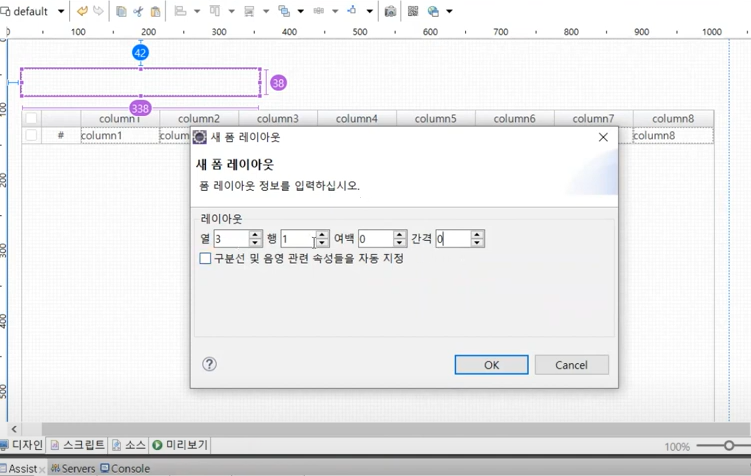 default
0 100 200 300 400 500 600 700 800 900 1000
42
38
338
column1 column2 column3 column4 column5 column6 column7 column8
# column1 colum column8
새 폼 레이아웃
새 폼 레이아웃
폼 레이아웃 정보를 입력하십시오.
레이아웃
열 3 행 1 여백 0 간격 0
구분선 및 음영 관련 속성들을 자동 지정
? OK Cancel
0
100
200
300
400
500
디자인 스크립트 소스 미리보기 100%
Assist Servers Console